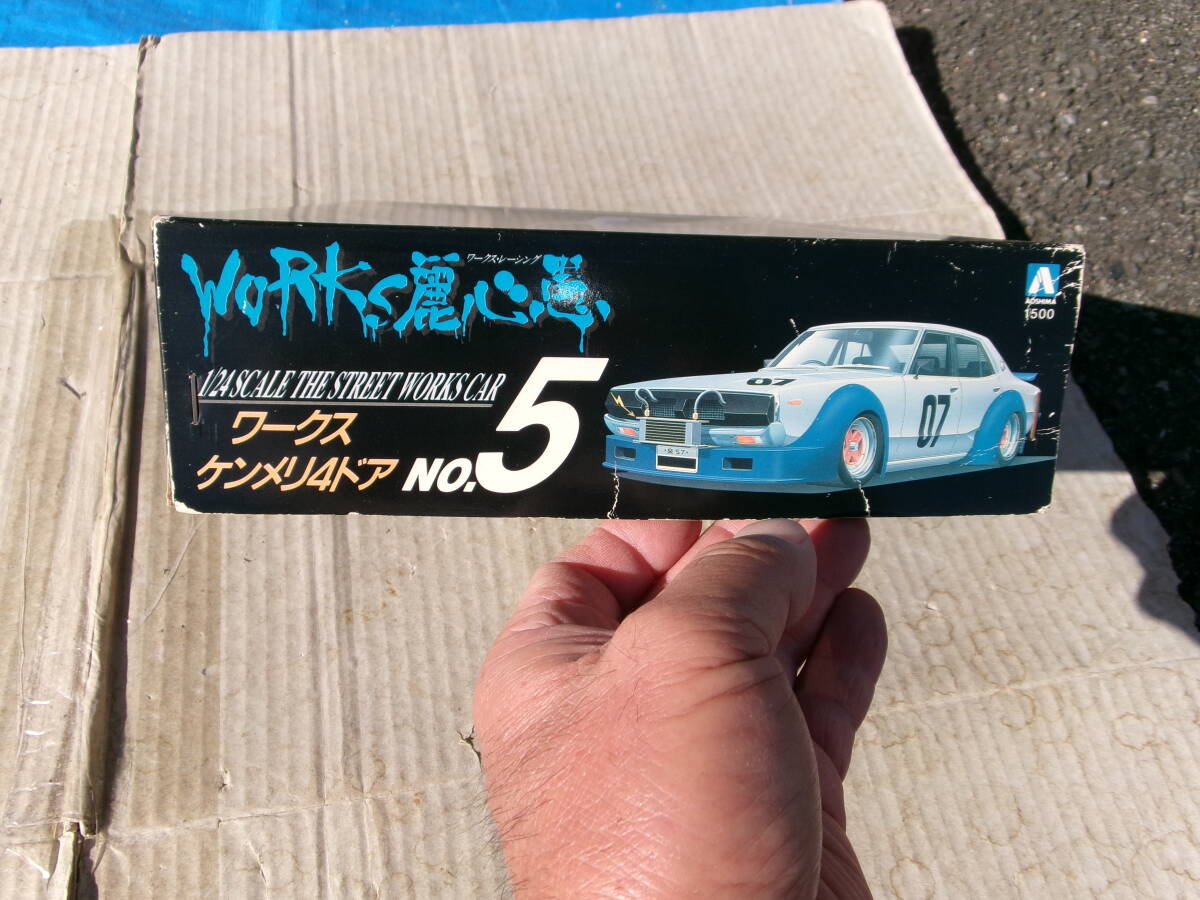 ワークス・レーシング
WORKS麗心愚
1/24 SCALE THE STREET WORKS CAR
ワークス
ケンメリ4ドア NO.5
AOSHIMA
1500
07
07